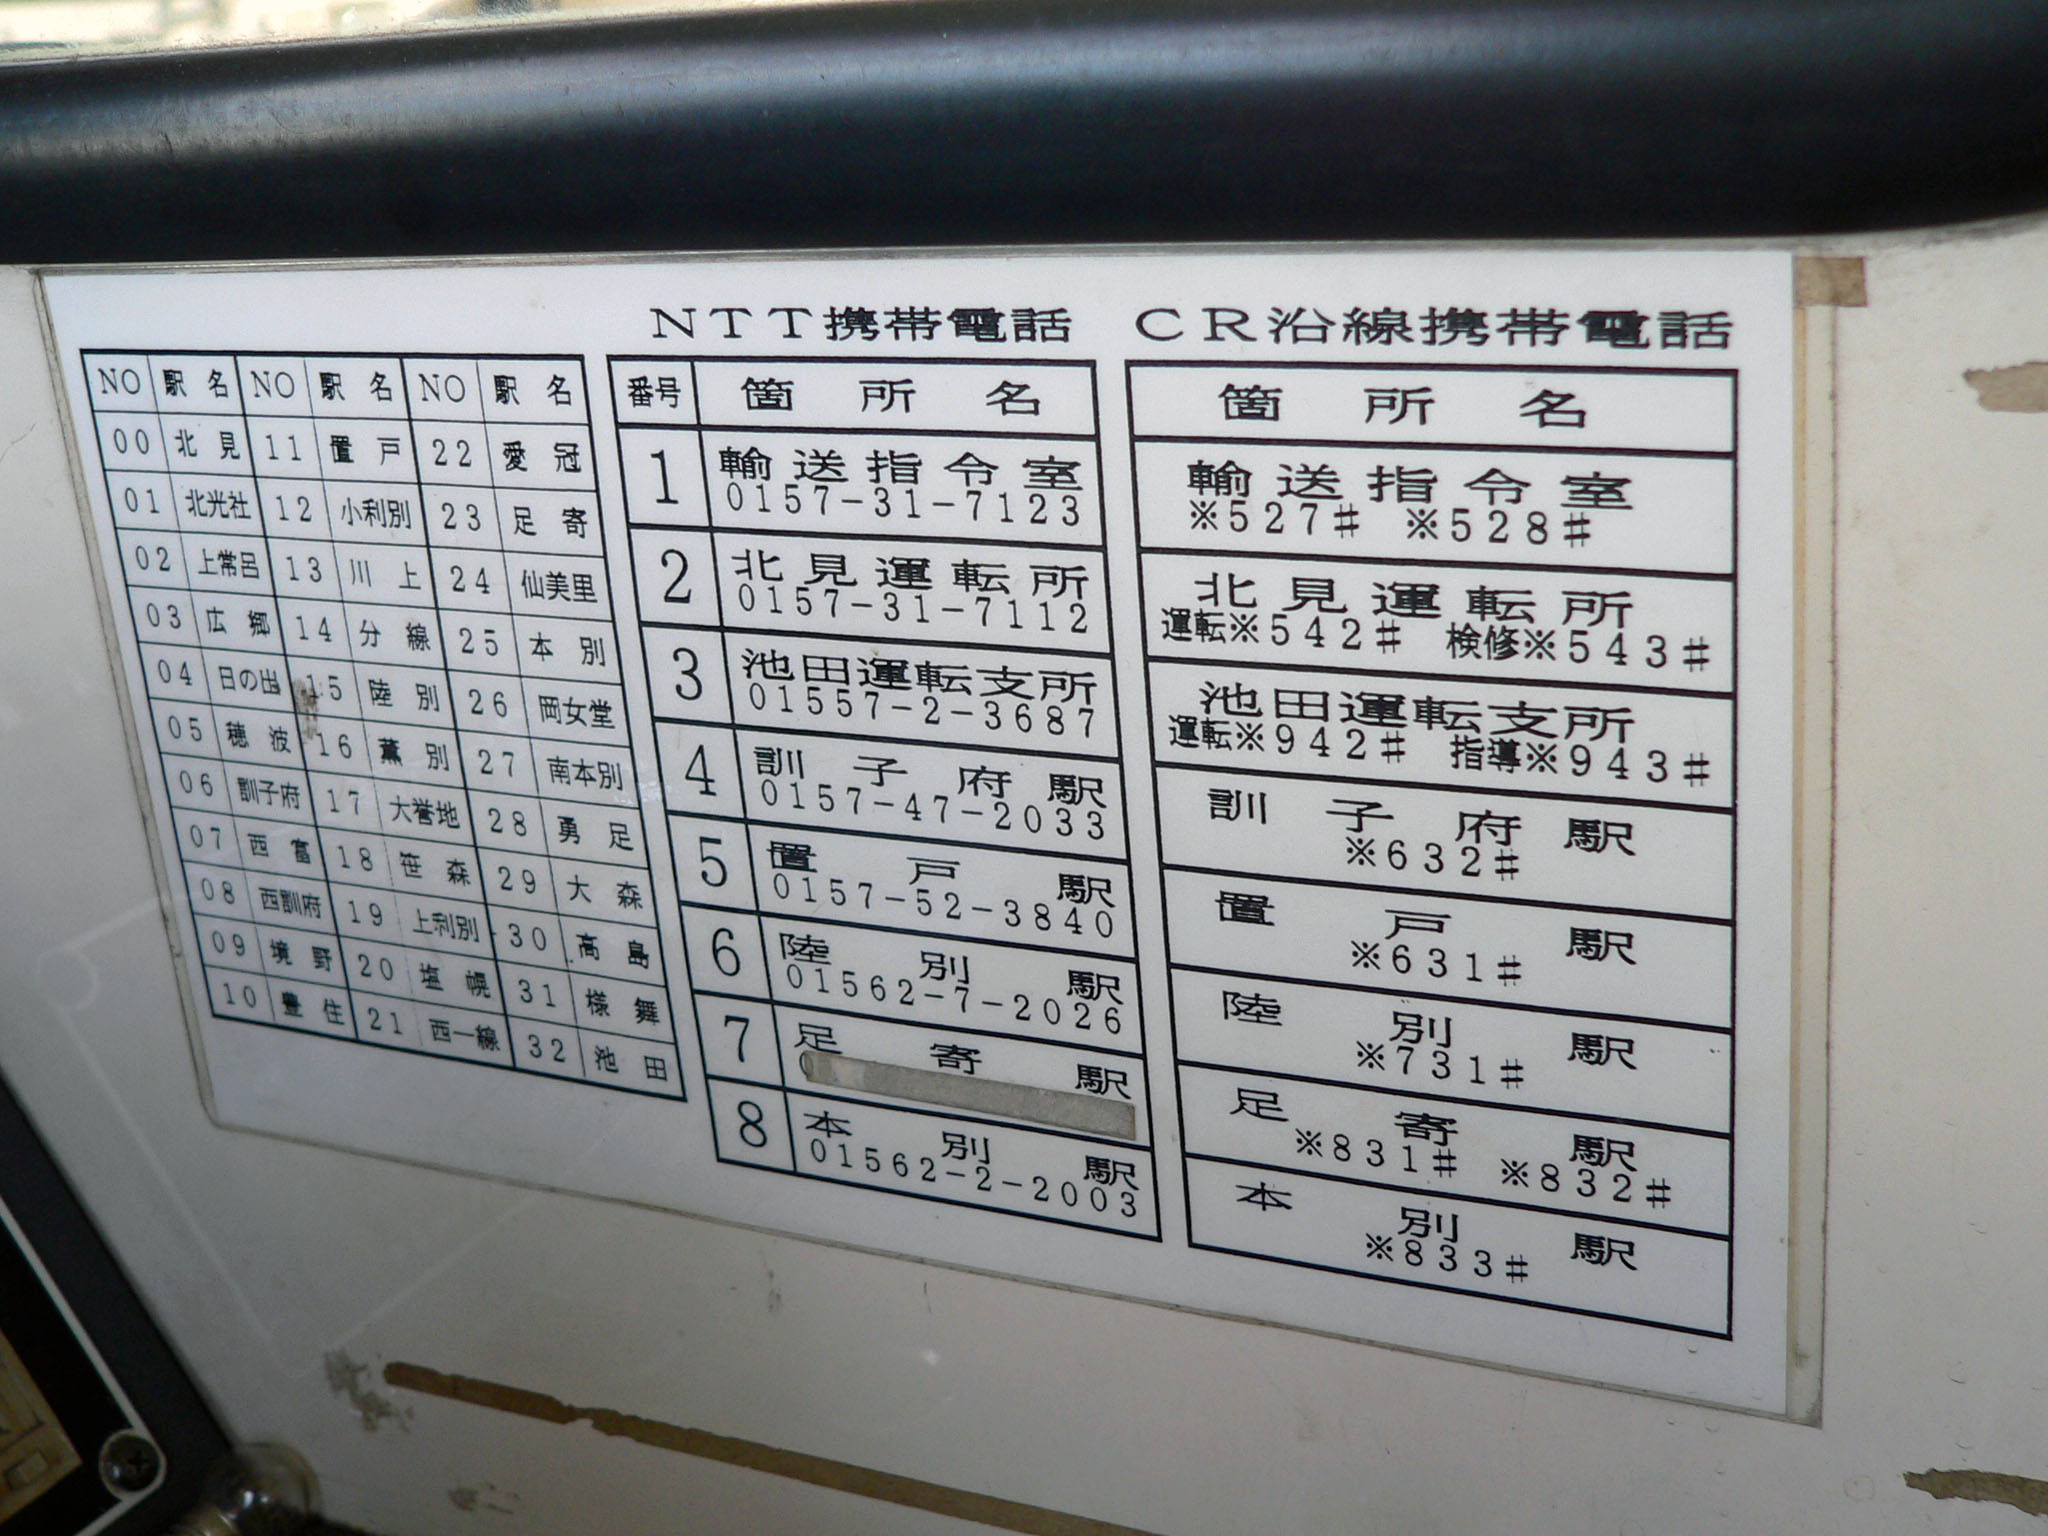 NO 駅名 NO 駅名 NO 駅名
00 北見 11 置戸 22 愛冠
01 北光社 12 小利別 23 足寄
02 上常呂 13 川上 24 仙美里
03 広郷 14 分線 25 本別
04 日の出 15 陸別 26 岡女堂
05 穂波 16 薫別 27 南本別
06 訓子府 17 大誉地 28 勇足
07 西富 18 笹森 29 大森
08 西訓府 19 上利別 30 高島
09 境野 20 塩幌 31 様舞
10 豊住 21 西一線 32 池田
NTT携帯電話
番号 箇所名
1 輸送指令室
0157-31-7123
2 北見運転所
0157-31-7112
3 池田運転支所
01557-2-3687
4 訓子府駅
0157-47-2033
5 置戸駅
0157-52-3840
6 陸別駅
01562-7-2026
7 足寄駅
8 本別駅
01562-2-2003
CR沿線携帯電話
箇所名
輸送指令室
※527# ※528#
北見運転所
運転※542# 検修※543#
池田運転支所
運転※942# 指導※943#
訓子府駅
※632#
置戸駅
※631#
陸別駅
※731#
足寄駅
※831# ※832#
本別駅
※833#